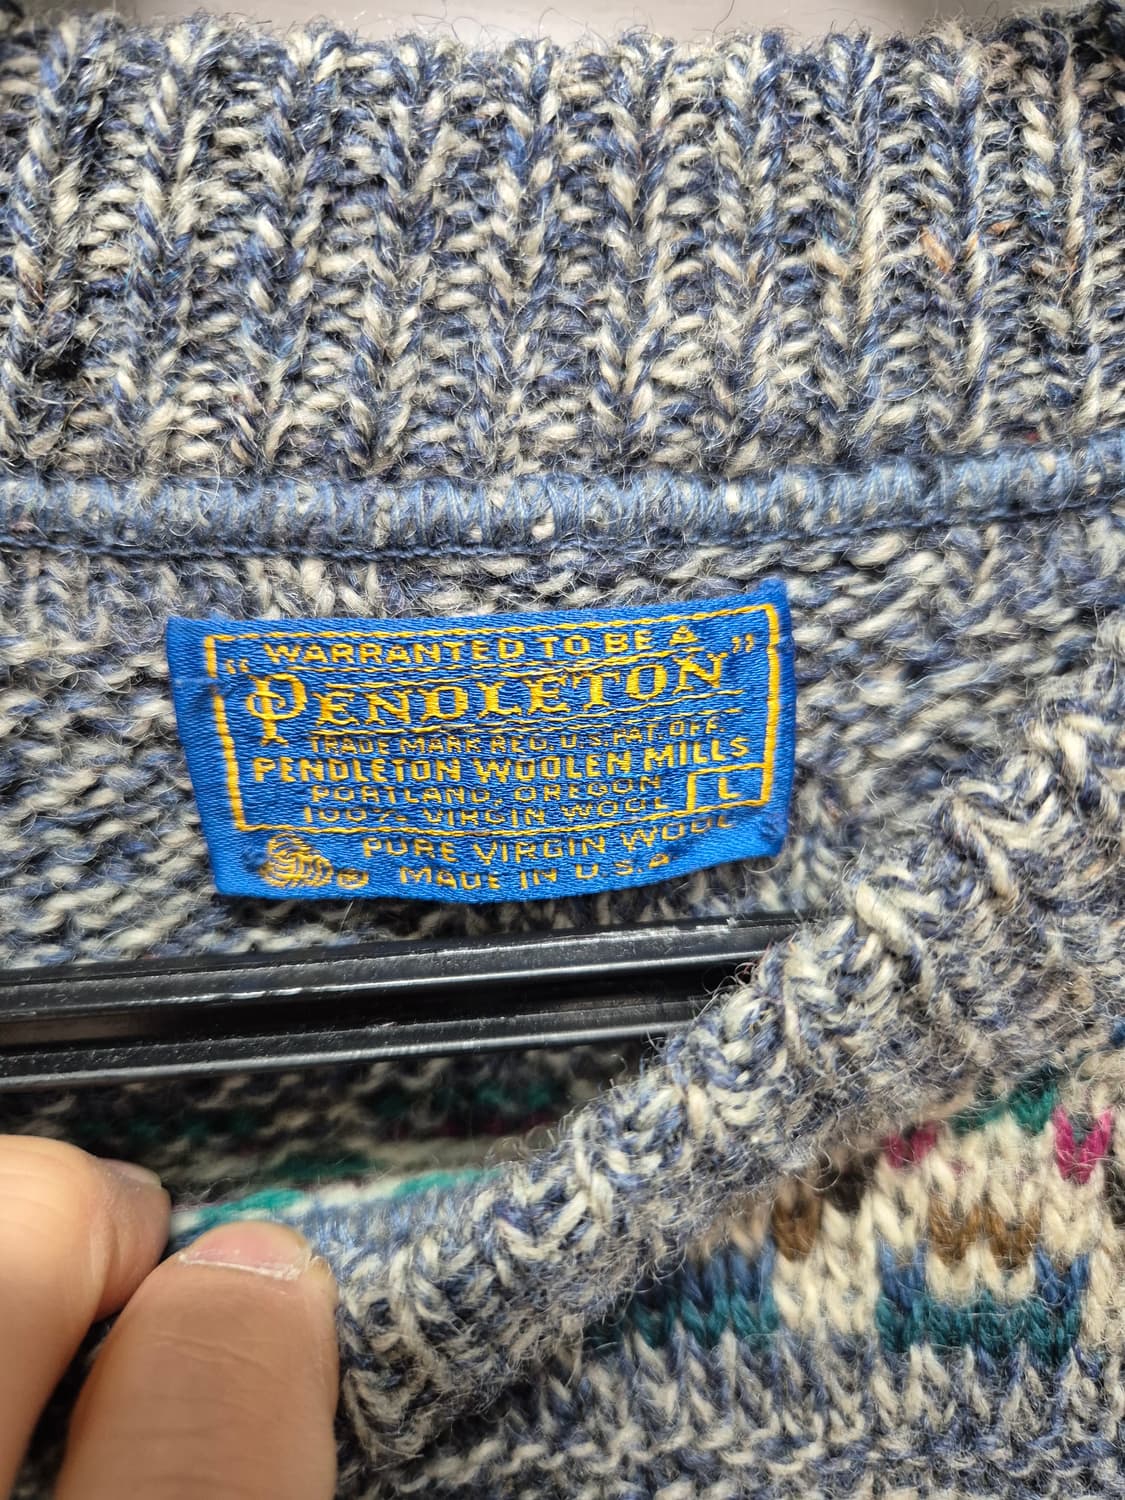 WARRANTED TO BE A
"PENDLETON"
TRADE MARK REG. U.S. PAT. OFF.
PENDLETON WOOLEN MILLS
PORTLAND, OREGON
100% VIRGIN WOOL L
PURE VIRGIN WOOL
® MADE IN U.S.A.